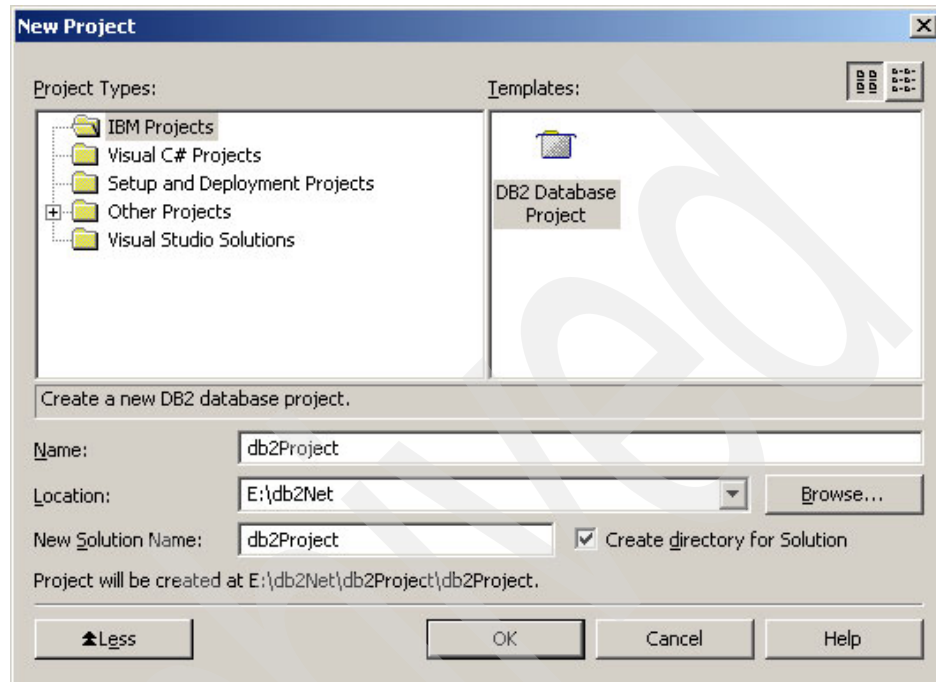 New Project
Project Types:
Templates:
IBM Projects
Visual C# Projects
Setup and Deployment Projects
Other Projects
Visual Studio Solutions
DB2 Database
Project
Create a new DB2 database project.
Name:
db2Project
Location:
E:\db2Net
Browse...
New Solution Name:
db2Project
Create directory for Solution
Project will be created at E:\db2Net\db2Project\db2Project.
Less
OK
Cancel
Help